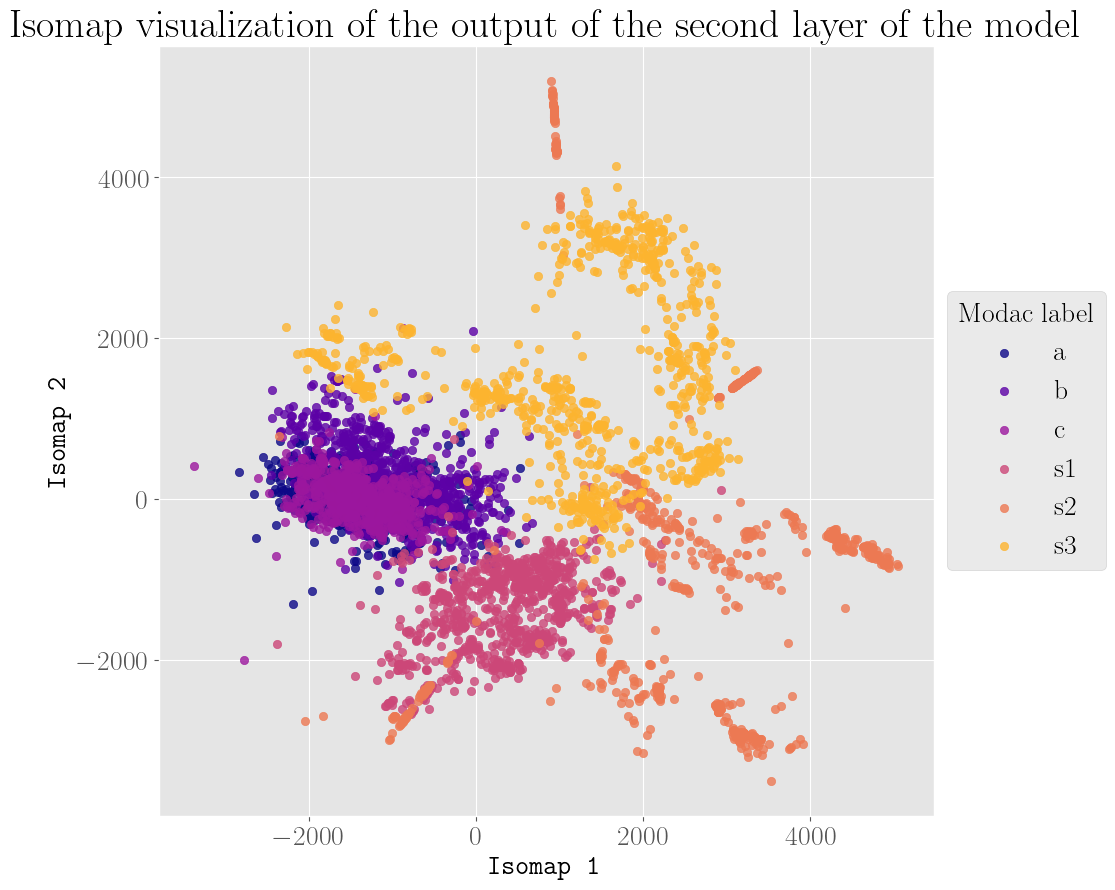 Isomap visualization of the output of the second layer of the model
4000
2000
0
−2000
Isomap 2
−2000
0
2000
4000
Isomap 1
Modac label
a
b
c
s1
s2
s3